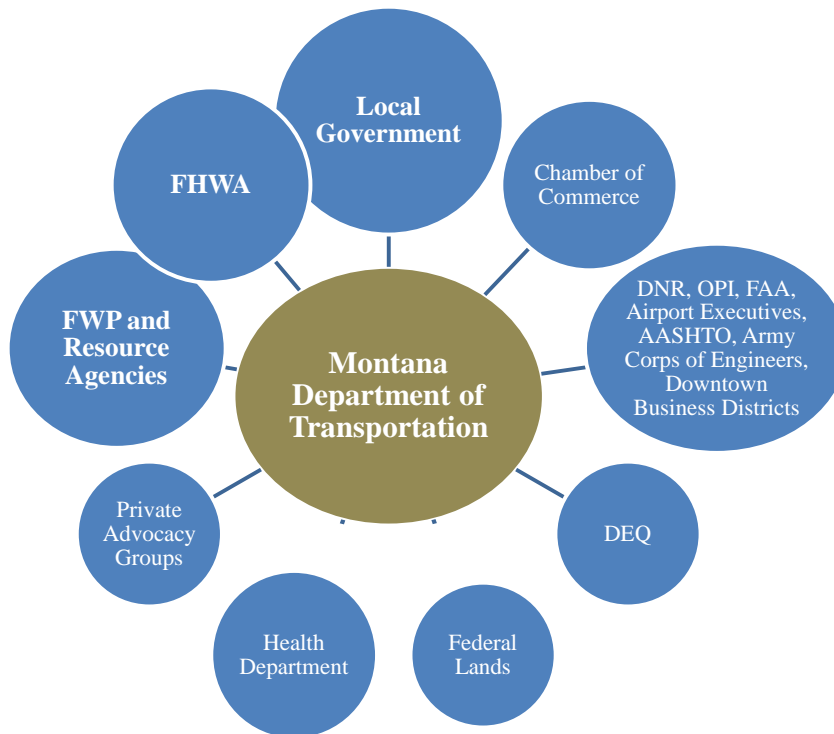 Local
Government
FHWA
Chamber of
Commerce
FWP and
Resource
Agencies
DNR, OPI, FAA,
Airport Executives,
AASHTO, Army
Corps of Engineers,
Downtown
Business Districts
Montana
Department of
Transportation
Private
Advocacy
Groups
DEQ
Health
Department
Federal
Lands